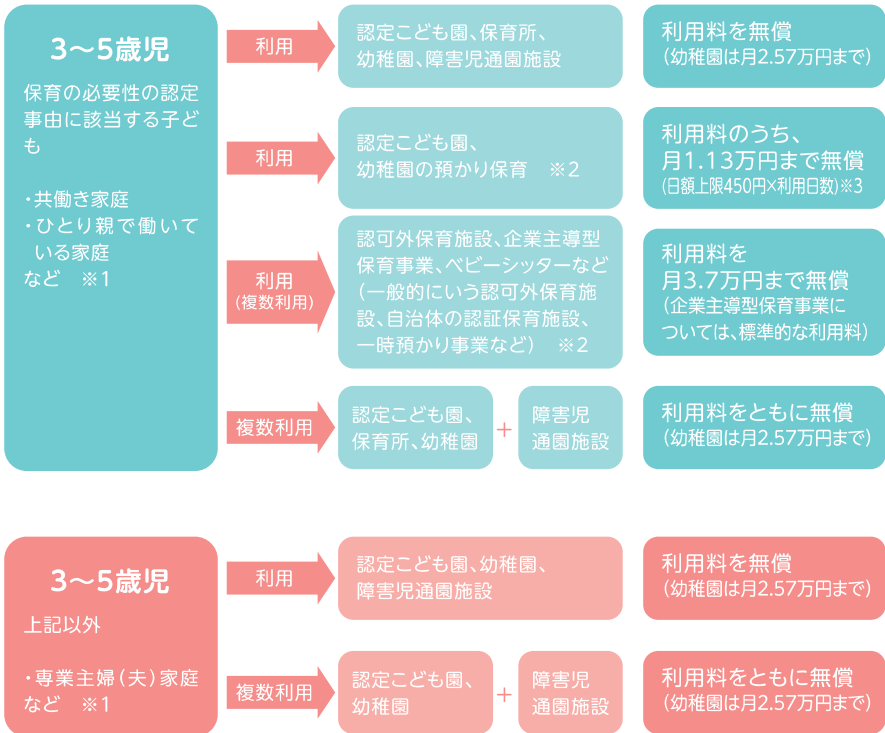 3～5歳児
保育の必要性の認定
事由に該当する子ど
も
・共働き家庭
・ひとり親で働いて
いる家庭
など　※1
利用
認定こども園、保育所、
幼稚園、障害児通園施設
利用料を無償
(幼稚園は月2.57万円まで)
利用
認定こども園、
幼稚園の預かり保育　※2
利用料のうち、
月1.13万円まで無償
(日額上限450円×利用日数)※3
利用
(複数利用)
認可外保育施設、企業主導型
保育事業、ベビーシッターなど
(一般的にいう認可外保育施
設、自治体の認証保育施設、
一時預かり事業など)　※2
利用料を
月3.7万円まで無償
(企業主導型保育事業に
ついては、標準的な利用料)
複数利用
認定こども園、
保育所、幼稚園
+
障害児
通園施設
利用料をともに無償
(幼稚園は月2.57万円まで)
3～5歳児
上記以外
・専業主婦(夫)家庭
など　※1
利用
認定こども園、幼稚園、
障害児通園施設
利用料を無償
(幼稚園は月2.57万円まで)
複数利用
認定こども園、
幼稚園
+
障害児
通園施設
利用料をともに無償
(幼稚園は月2.57万円まで)